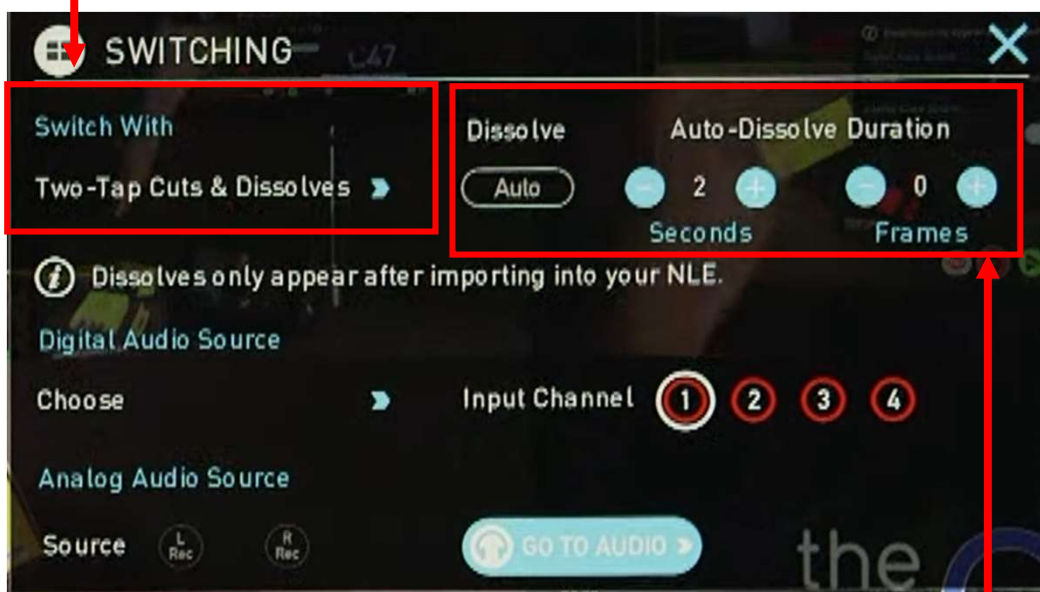 SWITCHING
C47
Switch With
Dissolve Auto-Dissolve Duration
Two-Tap Cuts & Dissolves
Auto - 2 + - 0 +
Seconds Frames
i Dissolves only appear after importing into your NLE.
Digital Audio Source
Choose Input Channel 1 2 3 4
Analog Audio Source
Source L Rec R Rec GO TO AUDIO
the